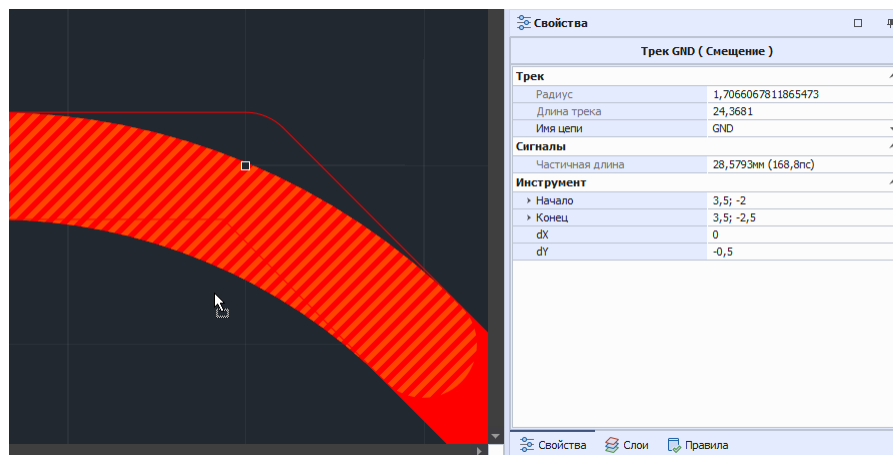 Свойства
Трек GND ( Смещение )
Трек
Радиус 1,7066067811865473
Длина трека 24,3681
Имя цепи GND
Сигналы
Частичная длина 28,5793мм (168,8пс)
Инструмент
Начало 3,5; -2
Конец 3,5; -2,5
dX 0
dY -0,5
Свойства Слои Правила